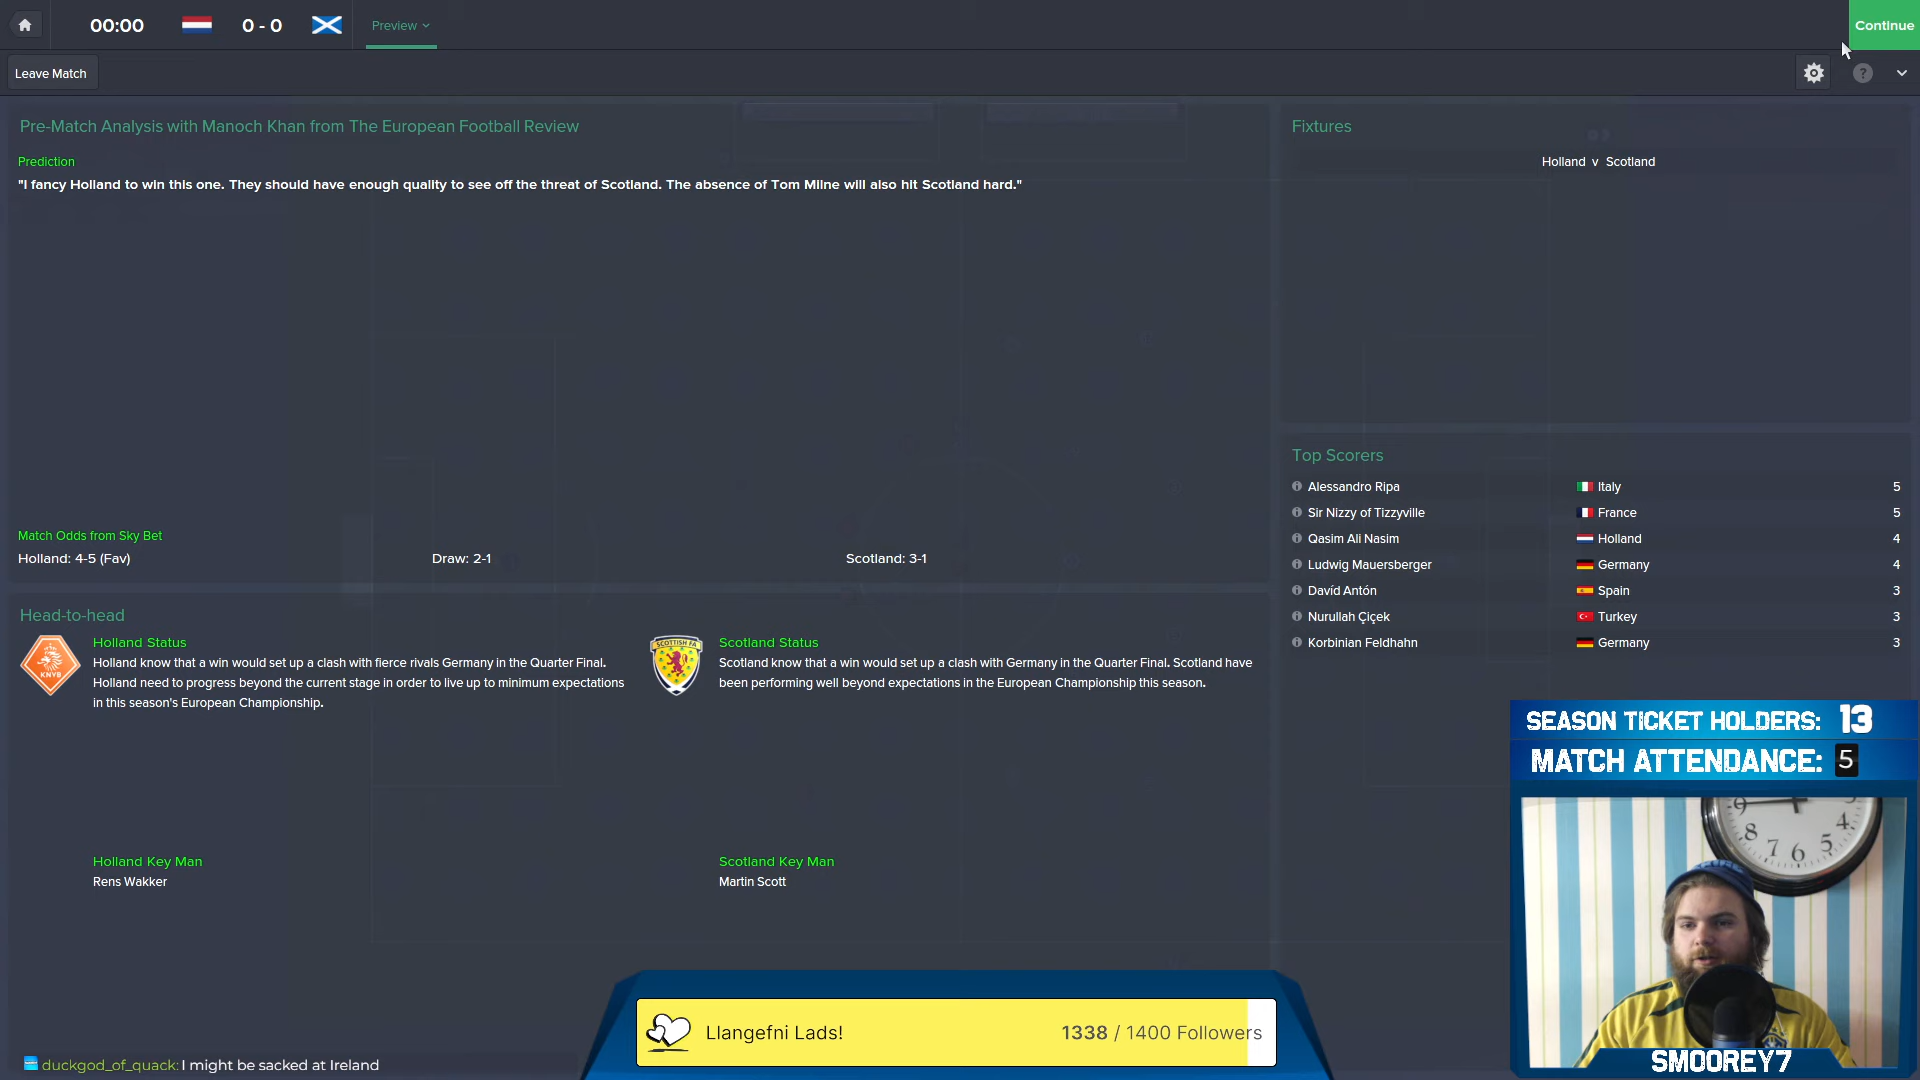 00:00
0 - 0
Preview
Continue
Leave Match
?
Pre-Match Analysis with Manoch Khan from The European Football Review
Prediction
"I fancy Holland to win this one. They should have enough quality to see off the threat of Scotland. The absence of Tom Milne will also hit Scotland hard."
Match Odds from Sky Bet
Holland: 4-5 (Fav) Draw: 2-1 Scotland: 3-1
Fixtures
Holland v Scotland
Top Scorers
Alessandro Ripa Italy 5
Sir Nizzy of Tizzyville France 5
Qasim Ali Nasim Holland 4
Ludwig Mauersberger Germany 4
Davíd Antón Spain 3
Nurullah Çiçek Turkey 3
Korbinian Feldhahn Germany 3
Head-to-head
KNVB
Holland Status
Holland know that a win would set up a clash with fierce rivals Germany in the Quarter Final.
Holland need to progress beyond the current stage in order to live up to minimum expectations
in this season's European Championship.
SCOTTISH FA
Scotland Status
Scotland know that a win would set up a clash with Germany in the Quarter Final. Scotland have
been performing well beyond expectations in the European Championship this season.
Holland Key Man
Rens Wakker
Scotland Key Man
Martin Scott
SEASON TICKET HOLDERS: 13
MATCH ATTENDANCE: 5
9 8 7 6 5 4
SMOOREY7
Llangefni Lads! 1338 / 1400 Followers
duckgod_of_quack: I might be sacked at Ireland